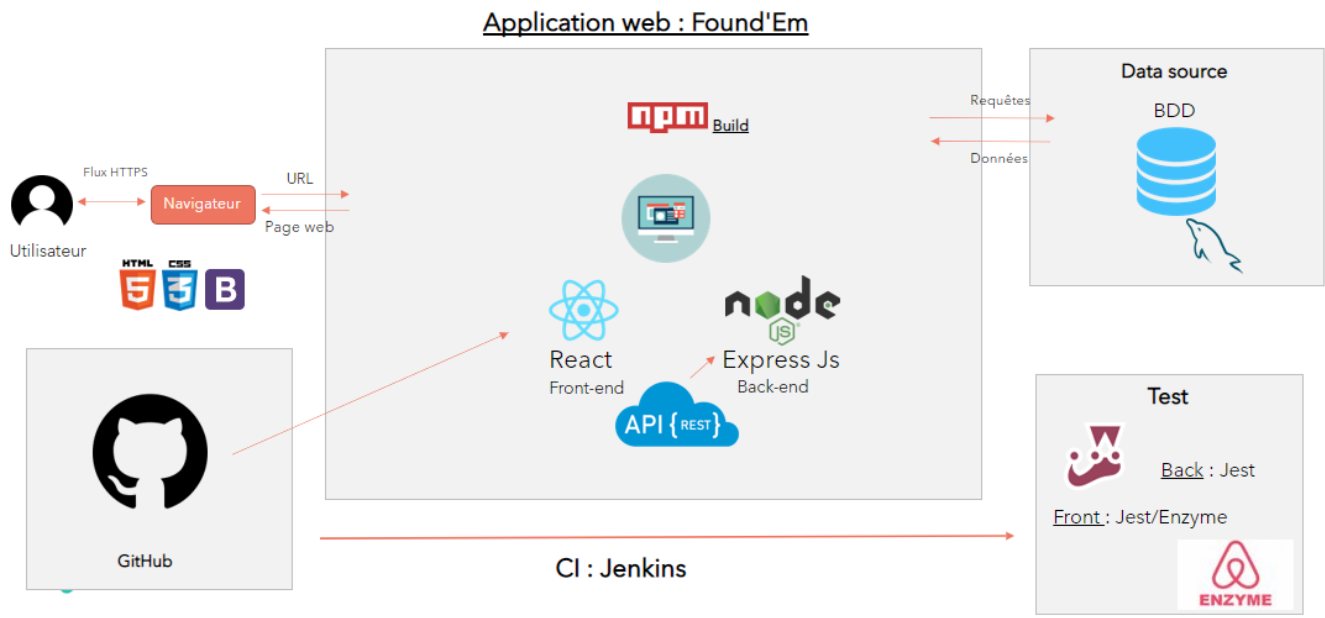 Application web : Found'Em
Data source
BDD
Requêtes
Données
npm
Build
Flux HTTPS
Navigateur
URL
Page web
Utilisateur
HTML
5
CSS
3
B
node
JS
React
Front-end
Express Js
Back-end
API {REST}
GitHub
CI : Jenkins
Test
Back : Jest
Front : Jest/Enzyme
ENZYME